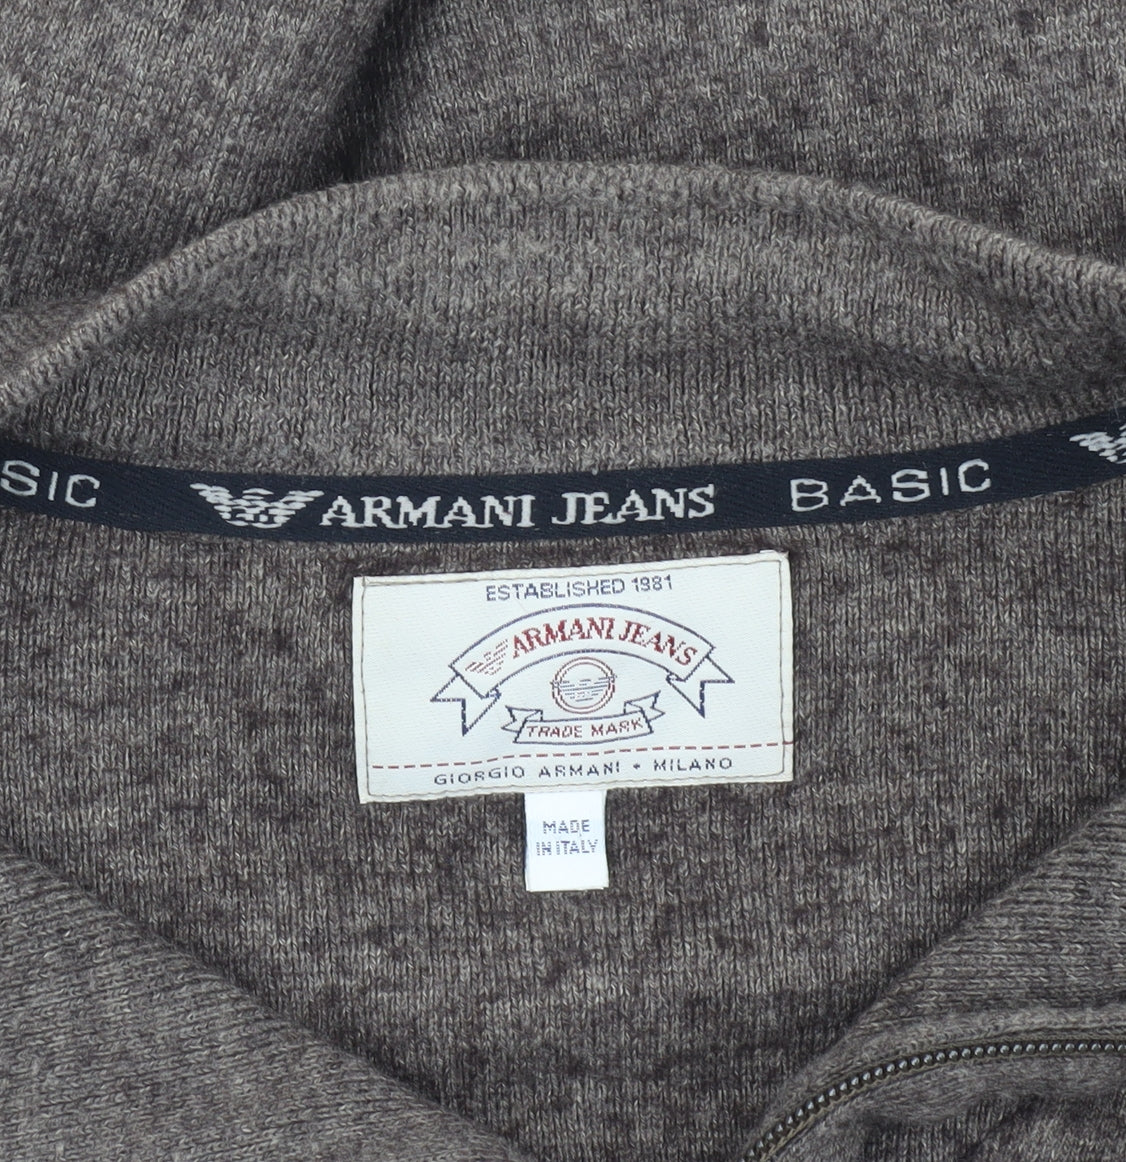 SIC ARMANI JEANS BASIC
ESTABLISHED 1981
ARMANI JEANS
TRADE MARK
GIORGIO ARMANI + MILANO
MADE
IN ITALY